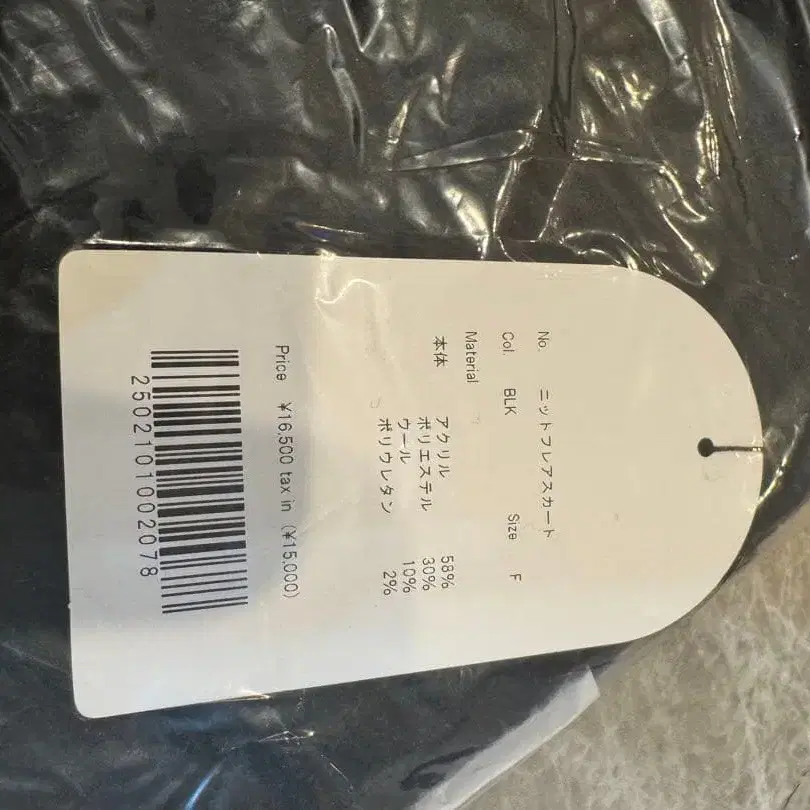 No. ニットフレアスカート
Col. BLK Size F
Material
本体 アクリル 58%
ポリエステル 30%
ウール 10%
ポリウレタン 2%
Price ¥16,500 tax in (¥15,000)
2502101002078